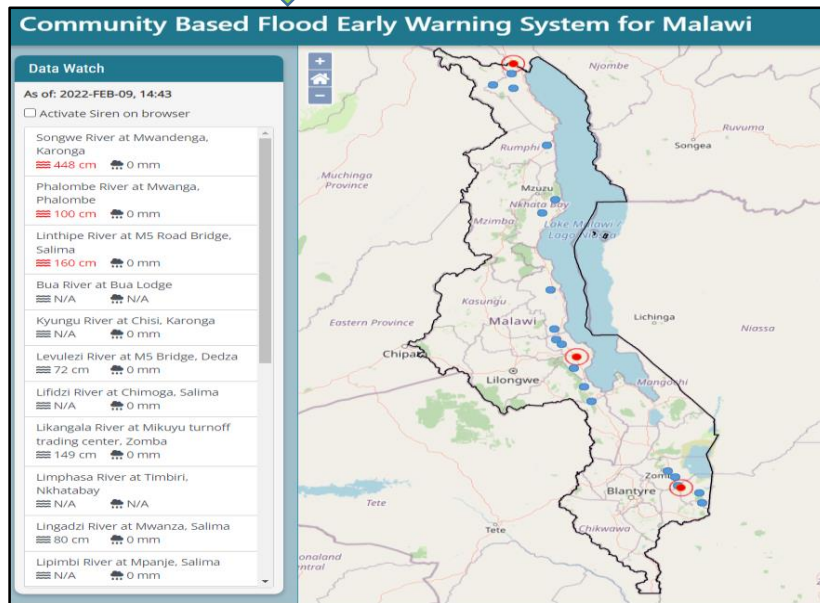 Community Based Flood Early Warning System for Malawi
Data Watch
As of: 2022-FEB-09, 14:43
Activate Siren on browser
Songwe River at Mwandenga,
Karonga
448 cm 0 mm
Phalombe River at Mwanga,
Phalombe
100 cm 0 mm
Linthipe River at M5 Road Bridge,
Salima
160 cm 0 mm
Bua River at Bua Lodge
N/A N/A
Kyungu River at Chisi, Karonga
N/A 0 mm
Levulezi River at M5 Bridge, Dedza
72 cm 0 mm
Lifidzi River at Chimoga, Salima
N/A 0 mm
Likangala River at Mikuyu turnoff
trading center, Zomba
149 cm 0 mm
Limphasa River at Timbiri,
Nkhatabay
N/A N/A
Lingadzi River at Mwanza, Salima
80 cm 0 mm
Lipimbi River at Mpanje, Salima
N/A 0 mm
+
−
Njombe
Ruvuma
Songea
Rumphi
Muchinga
Province
Mzuzu
Nkhata Bay
Mzimba
Lake Malawi /
Lago Niassa
Kasungu
Lichinga
Eastern Province
Malawi
Niassa
Chipata
Lilongwe
Mangochi
Zomba
Blantyre
Tete
Chikwawa
Tete
onaland
entral